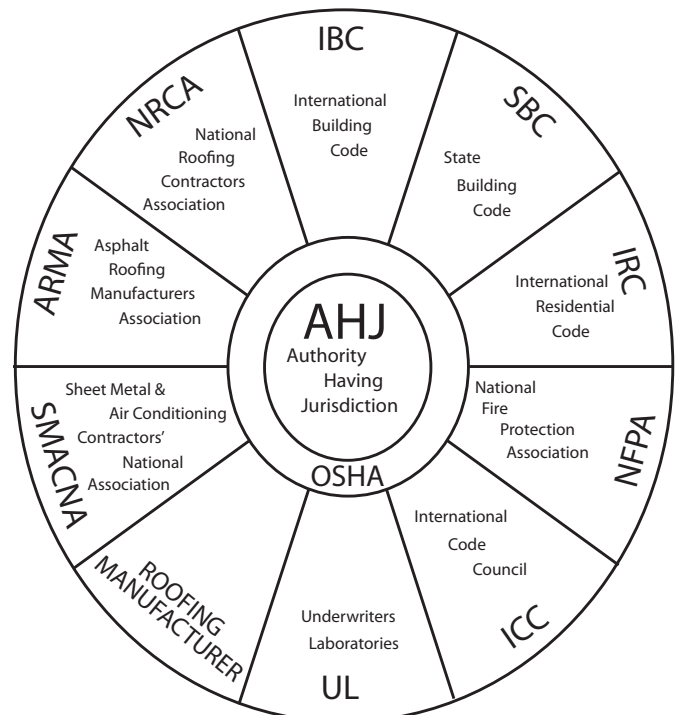 IBC
International
Building
Code
SBC
State
Building
Code
IRC
International
Residential
Code
NFPA
National
Fire
Protection
Association
ICC
International
Code
Council
UL
Underwriters
Laboratories
ROOFING
MANUFACTURER
SMACNA
Sheet Metal &
Air Conditioning
Contractors’
National
Association
ARMA
Asphalt
Roofing
Manufacturers
Association
NRCA
National
Roofing
Contractors
Association
AHJ
Authority
Having
Jurisdiction
OSHA